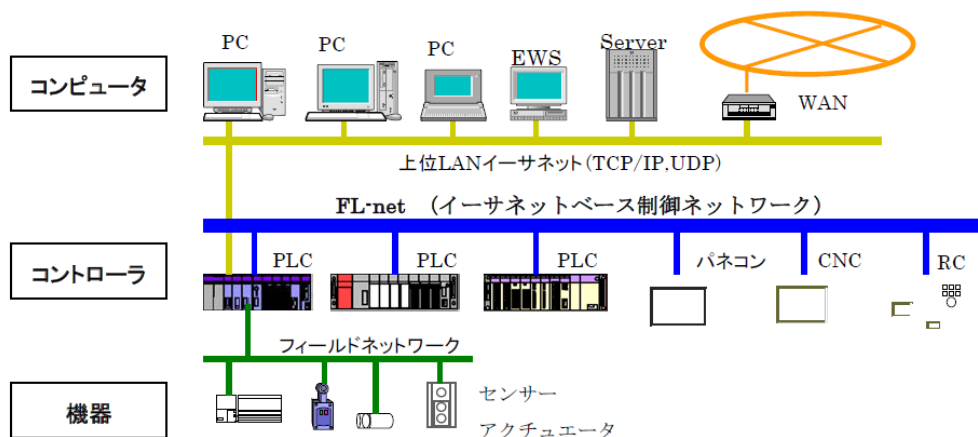 PC
PC
PC
EWS
Server
コンピュータ
WAN
上位LANイーサネット(TCP/IP,UDP)
FL-net （イーサネットベース制御ネットワーク）
コントローラ
PLC
PLC
PLC
パネコン
CNC
RC
フィールドネットワーク
機器
センサー
アクチュエータ